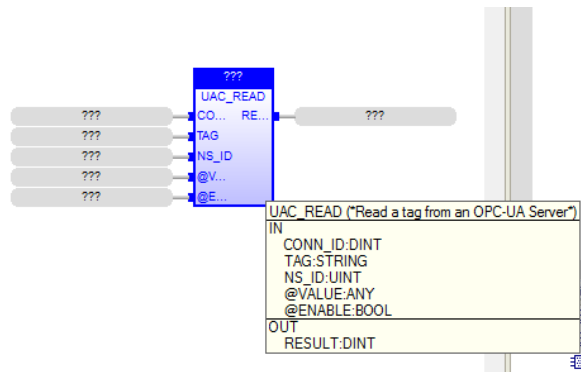 ???
UAC_READ
??? CO... RE... ???
??? TAG
??? NS_ID
??? @V...
??? @E...
UAC_READ (*Read a tag from an OPC-UA Server*)
IN
CONN_ID:DINT
TAG:STRING
NS_ID:UINT
@VALUE:ANY
@ENABLE:BOOL
OUT
RESULT:DINT